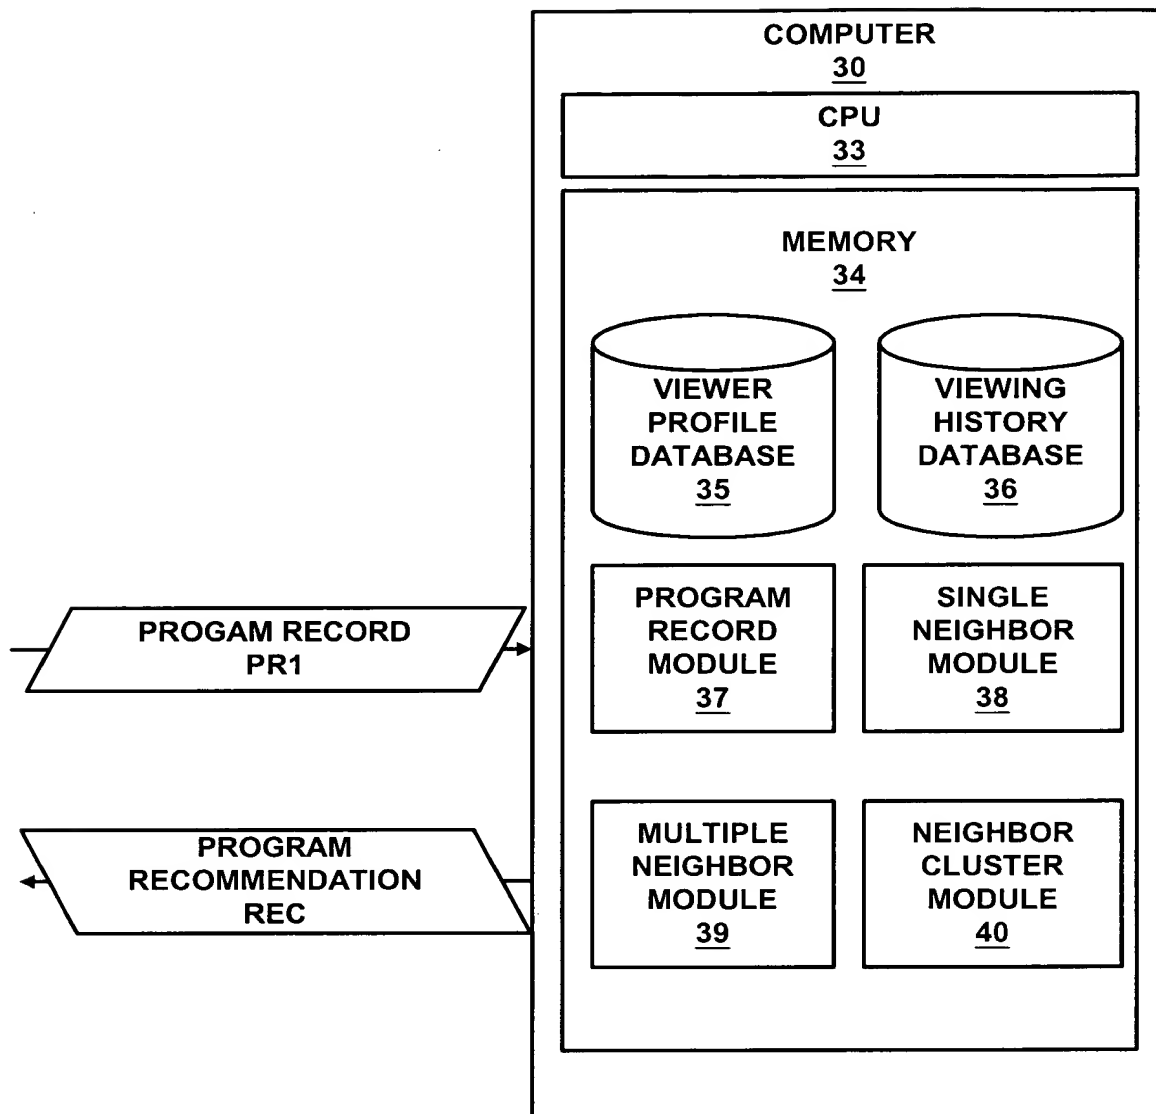 COMPUTER
30
CPU
33
MEMORY
34
VIEWER
PROFILE
DATABASE
35
VIEWING
HISTORY
DATABASE
36
PROGAM RECORD
PR1
PROGRAM
RECORD
MODULE
37
SINGLE
NEIGHBOR
MODULE
38
PROGRAM
RECOMMENDATION
REC
MULTIPLE
NEIGHBOR
MODULE
39
NEIGHBOR
CLUSTER
MODULE
40